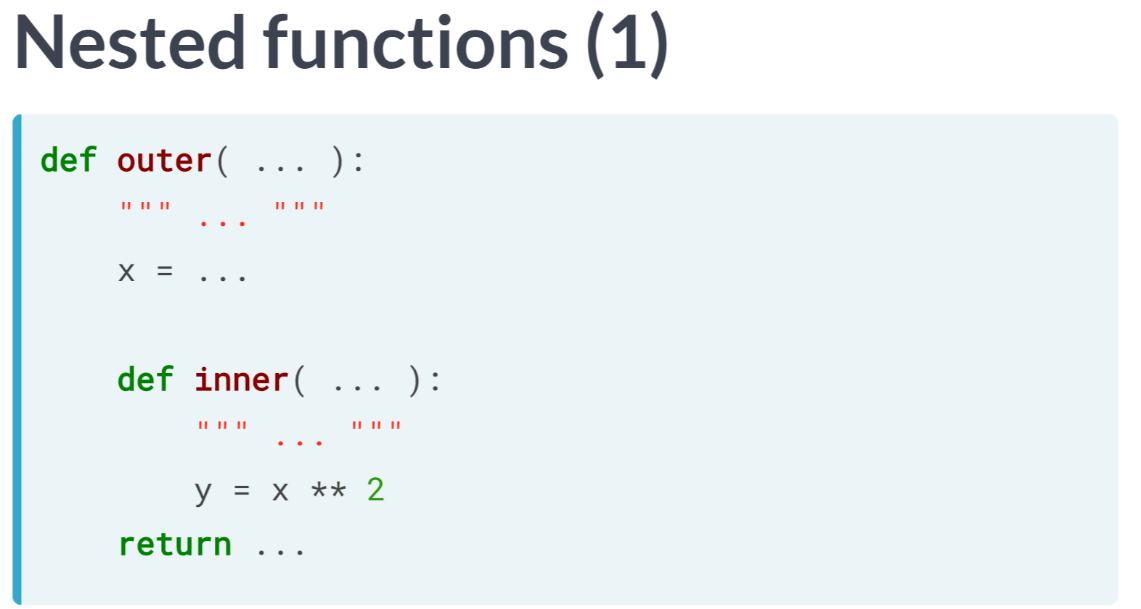 Nested functions (1)
def outer( ... ):
    """ ... """
    x = ...
    def inner( ... ):
        """ ... """
        y = x ** 2
    return ...